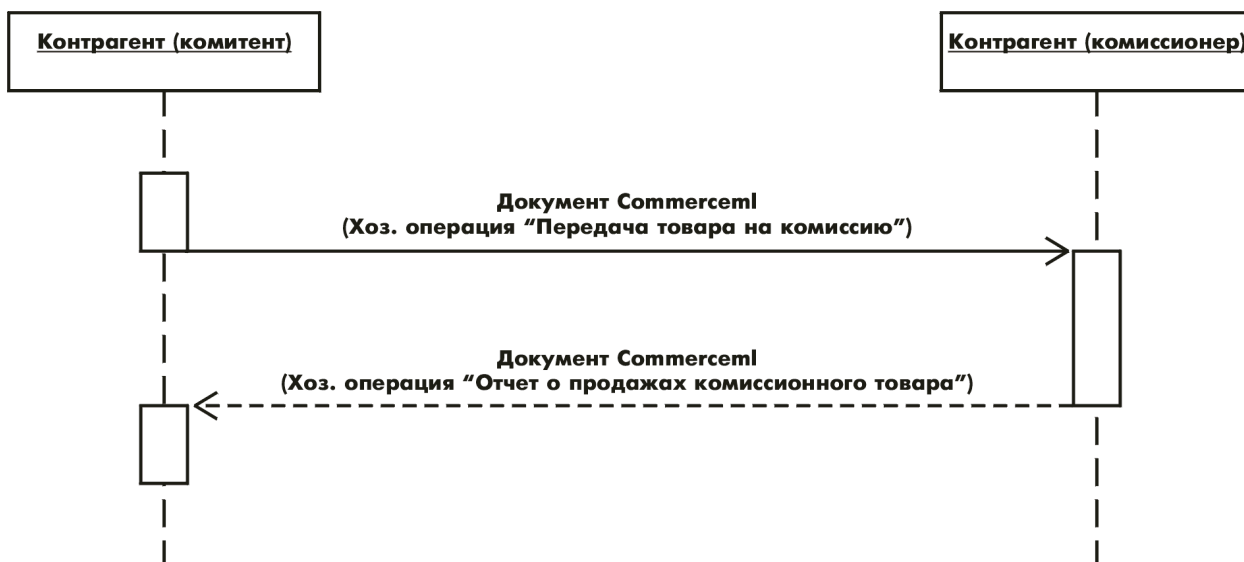 Контрагент (комитент)
Контрагент (комиссионер)
Документ Commerceml
(Хоз. операция “Передача товара на комиссию”)
Документ Commerceml
(Хоз. операция “Отчет о продажах комиссионного товара”)